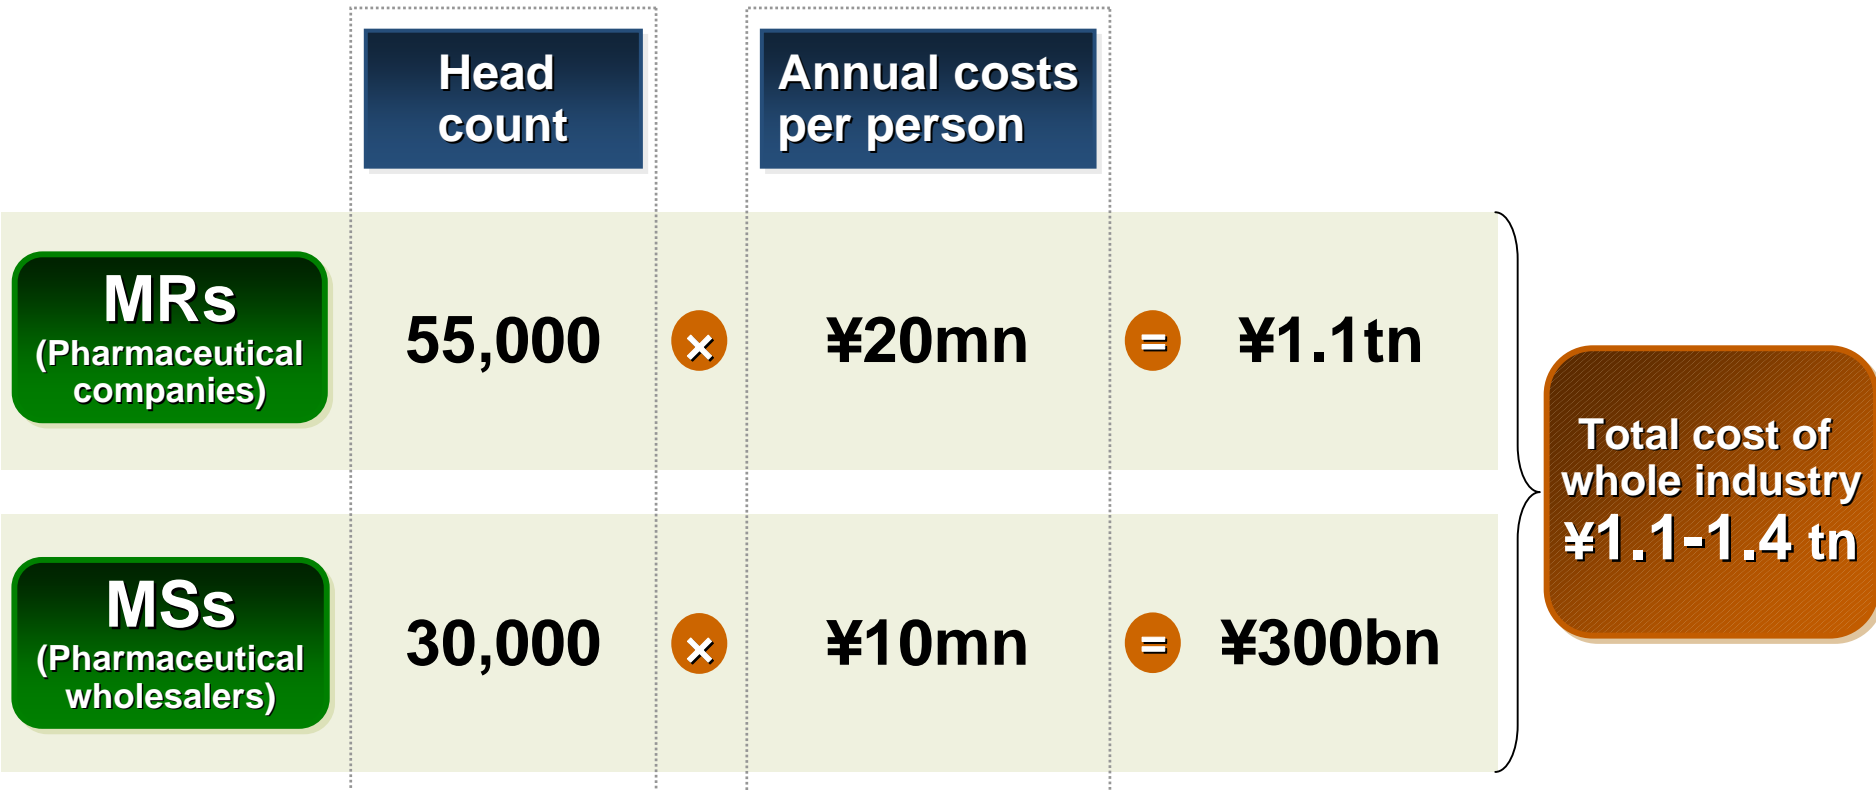 Head
count
Annual costs
per person
MRs
(Pharmaceutical
companies)
55,000 × ¥20mn = ¥1.1tn
MSs
(Pharmaceutical
wholesalers)
30,000 × ¥10mn = ¥300bn
Total cost of
whole industry
¥1.1-1.4 tn